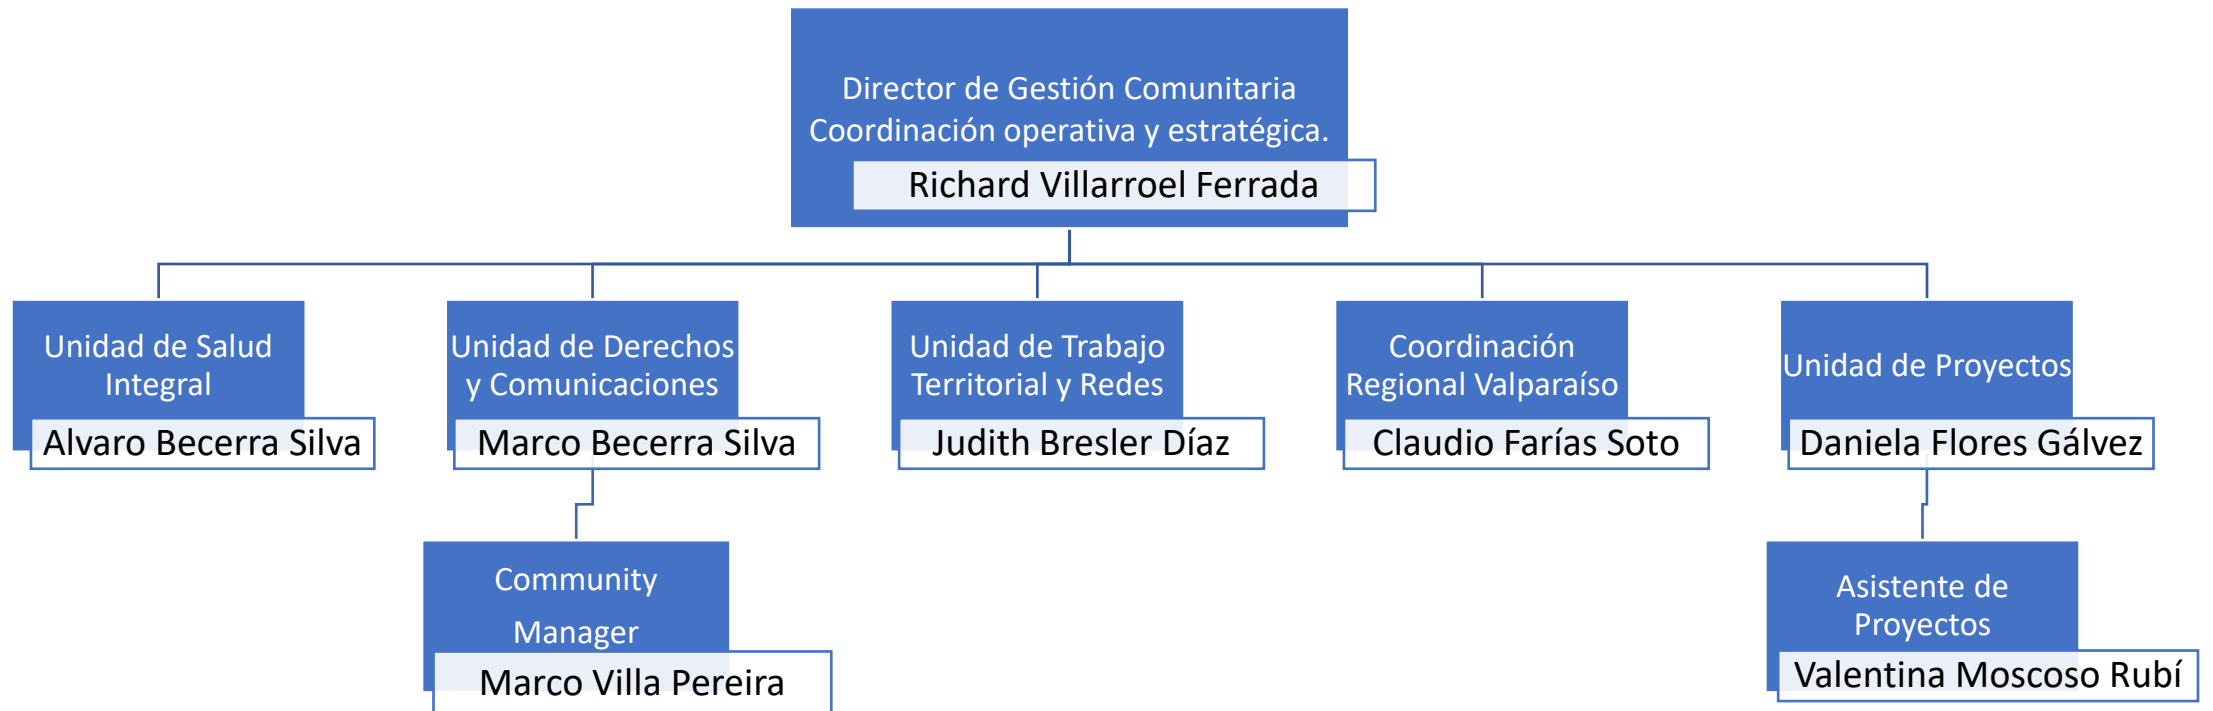 Director de Gestión Comunitaria
Coordinación operativa y estratégica.
Richard Villarroel Ferrada
Unidad de Salud
Integral
Alvaro Becerra Silva
Unidad de Derechos
y Comunicaciones
Marco Becerra Silva
Unidad de Trabajo
Territorial y Redes
Judith Bresler Díaz
Coordinación
Regional Valparaíso
Claudio Farías Soto
Unidad de Proyectos
Daniela Flores Gálvez
Community
Manager
Marco Villa Pereira
Asistente de
Proyectos
Valentina Moscoso Rubí